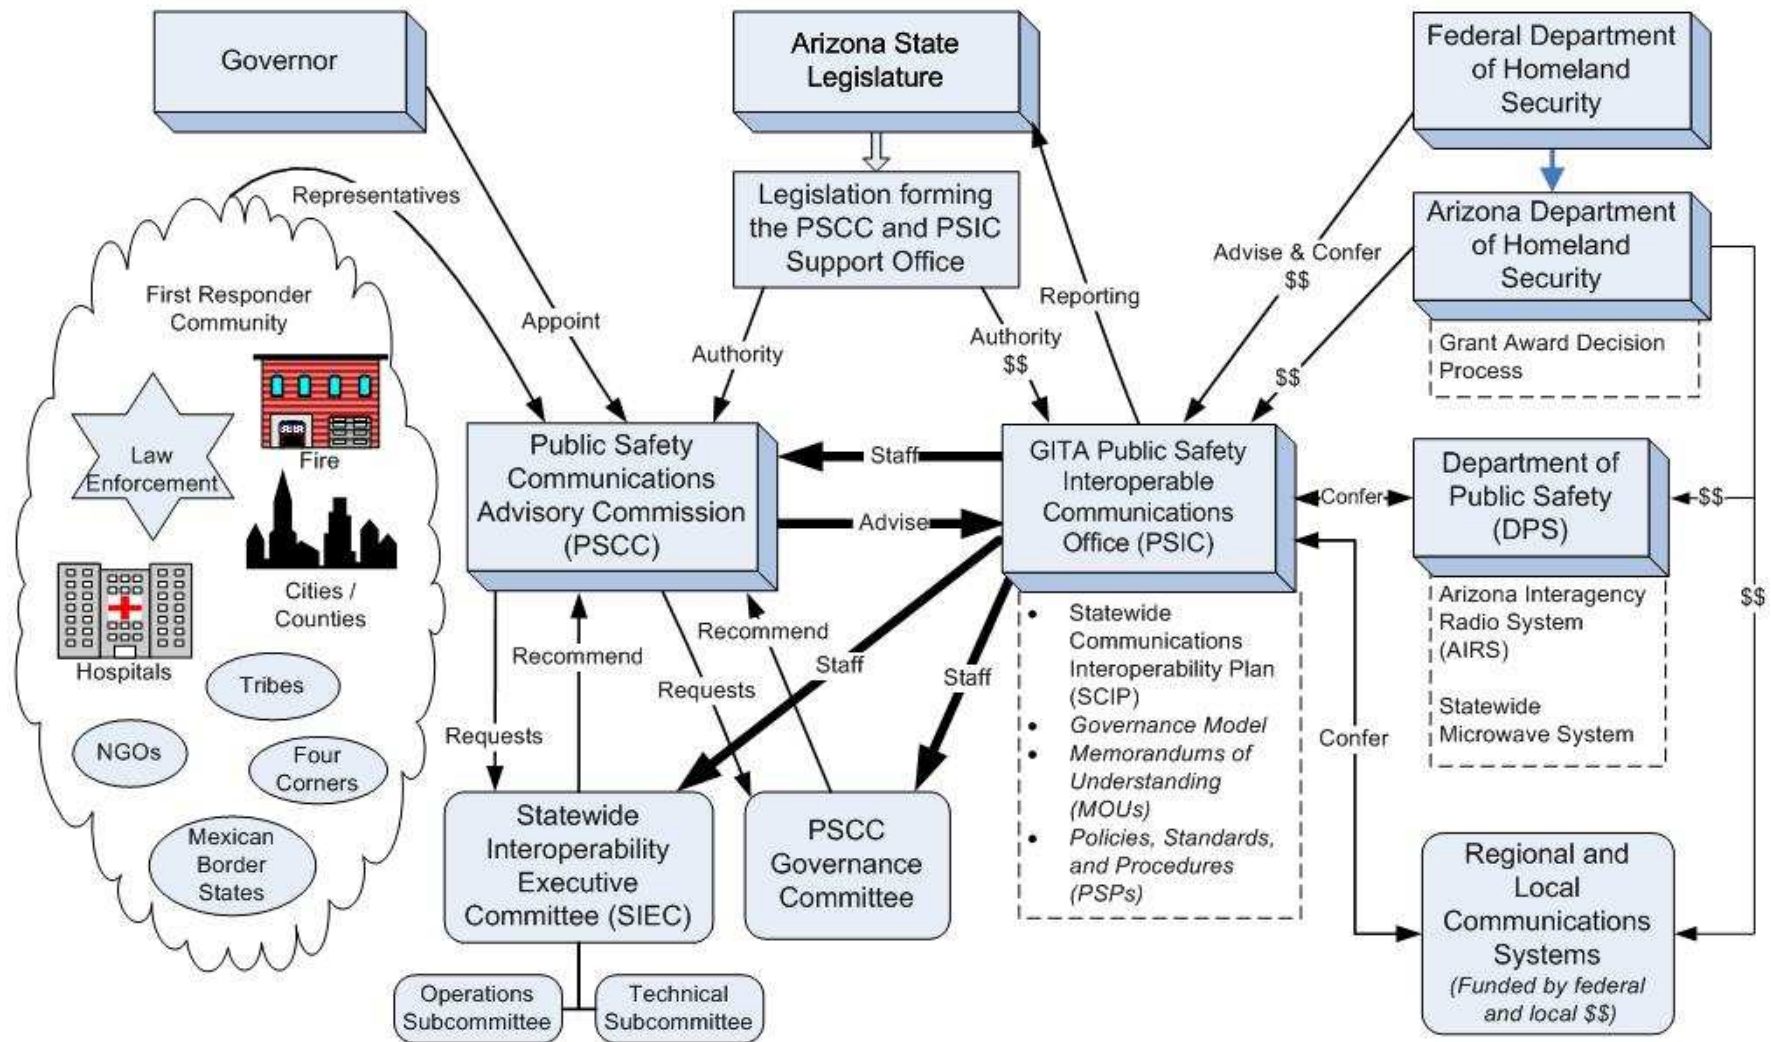 Governor
Arizona State
Legislature
Federal Department
of Homeland
Security
Representatives
Legislation forming
the PSCC and PSIC
Support Office
Arizona Department
of Homeland
Security
Advise & Confer
$$
First Responder
Community
Appoint
Reporting
Authority
Authority
$$
$$
Grant Award Decision
Process
Law
Enforcement
Fire
Public Safety
Communications
Advisory Commission
(PSCC)
Staff
Advise
GITA Public Safety
Interoperable
Communications
Office (PSIC)
Confer
Department of
Public Safety
(DPS)
$$
Cities /
Counties
Hospitals
Tribes
NGOs
Four
Corners
Mexican
Border
States
Recommend
Requests
Recommend
Requests
Staff
Staff
• Statewide
Communications
Interoperability Plan
(SCIP)
• Governance Model
• Memorandums of
Understanding
(MOUs)
• Policies, Standards,
and Procedures
(PSPs)
Arizona Interagency
Radio System
(AIRS)
Statewide
Microwave System
$$
Confer
Statewide
Interoperability
Executive
Committee (SIEC)
PSCC
Governance
Committee
Regional and
Local
Communications
Systems
(Funded by federal
and local $$)
Operations
Subcommittee
Technical
Subcommittee